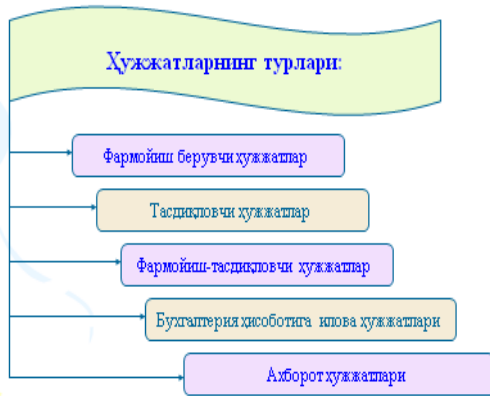 Ҳужжатларнинг турлари:
Фармойиш берувчи ҳужжатлар
Тасдиқловчи ҳужжатлар
Фармойиш-тасдиқловчи ҳужжатлар
Бухгалтерия ҳисоботига илова ҳужжатлари
Ахборот ҳужжатлари